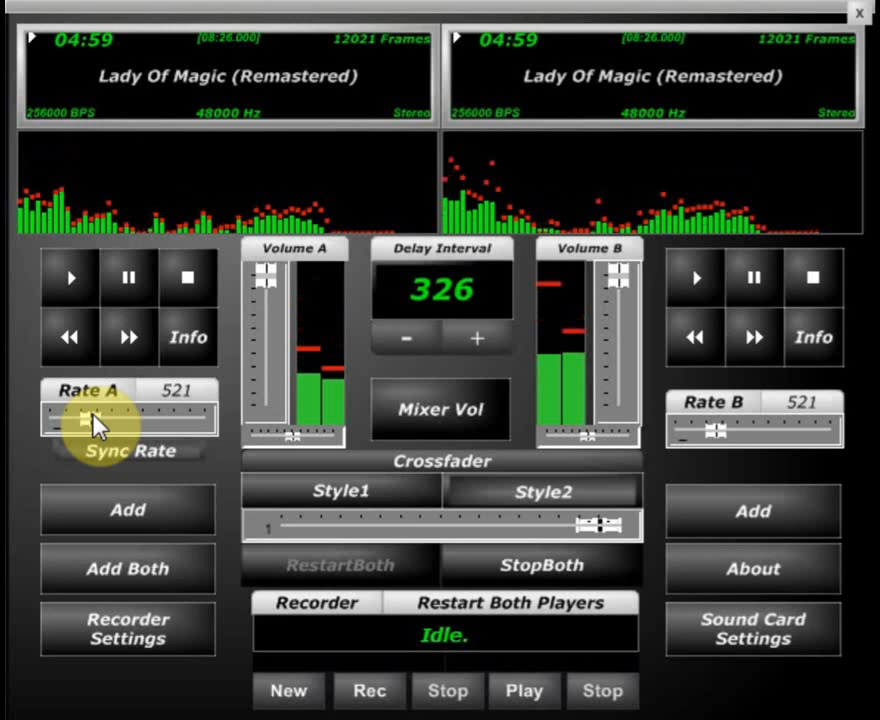 x
04:59 [08:26.000] 12021 Frames
Lady Of Magic (Remastered)
256000 BPS 48000 Hz Stereo
04:59 [08:26.000] 12021 Frames
Lady Of Magic (Remastered)
256000 BPS 48000 Hz Stereo
Volume A
Delay Interval
Volume B
326
- +
Info
Info
Rate A 521
Mixer Vol
Rate B 521
Sync Rate
Crossfader
Style1
Style2
1
Add
Add
RestartBoth
StopBoth
Add Both
About
Recorder
Settings
Recorder
Restart Both Players
Idle.
Sound Card
Settings
New
Rec
Stop
Play
Stop